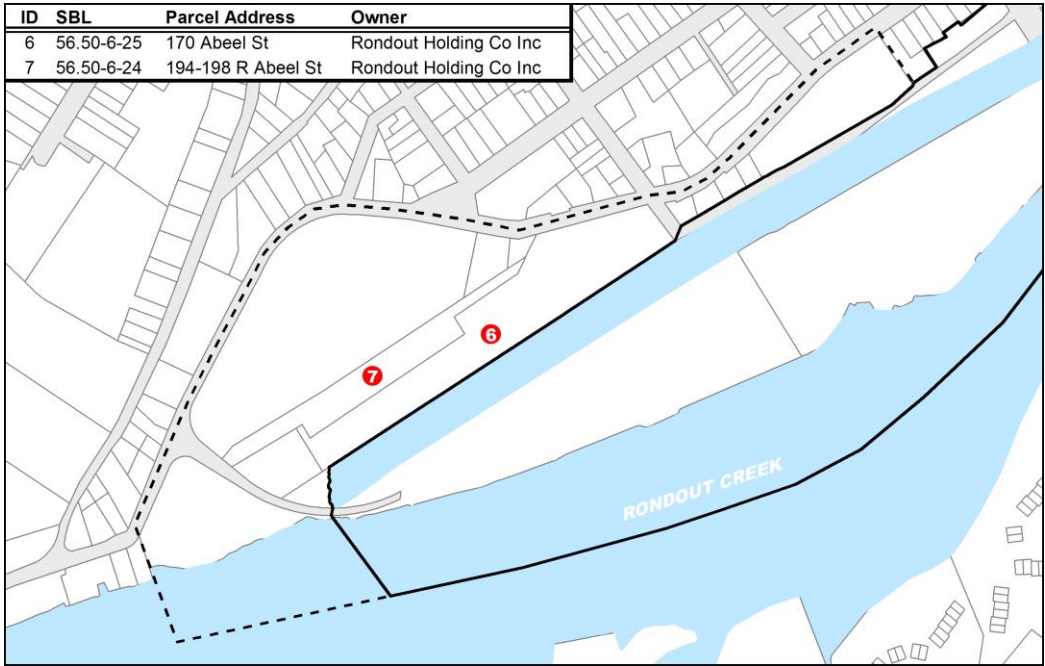 ID SBL Parcel Address Owner
6 56.50-6-25 170 Abeel St Rondout Holding Co Inc
7 56.50-6-24 194-198 R Abeel St Rondout Holding Co Inc
6
7
RONDOUT CREEK